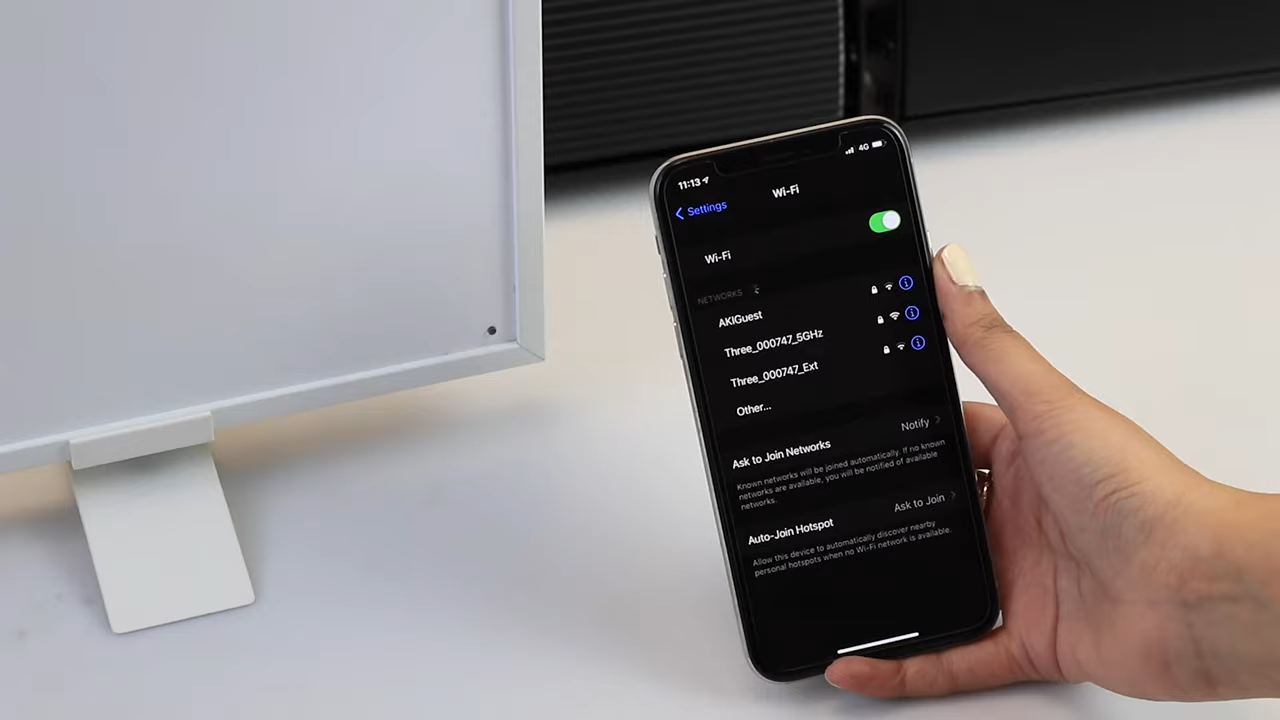 11:13
4G
Settings
Wi-Fi
Wi-Fi
NETWORKS
AKIGuest
Three_000747_5GHz
Three_000747_Ext
Other...
Ask to Join Networks Notify
Known networks will be joined automatically. If no known
networks are available, you will be notified of available
networks.
Auto-Join Hotspot Ask to Join
Allow this device to automatically discover nearby
personal hotspots when no Wi-Fi network is available.